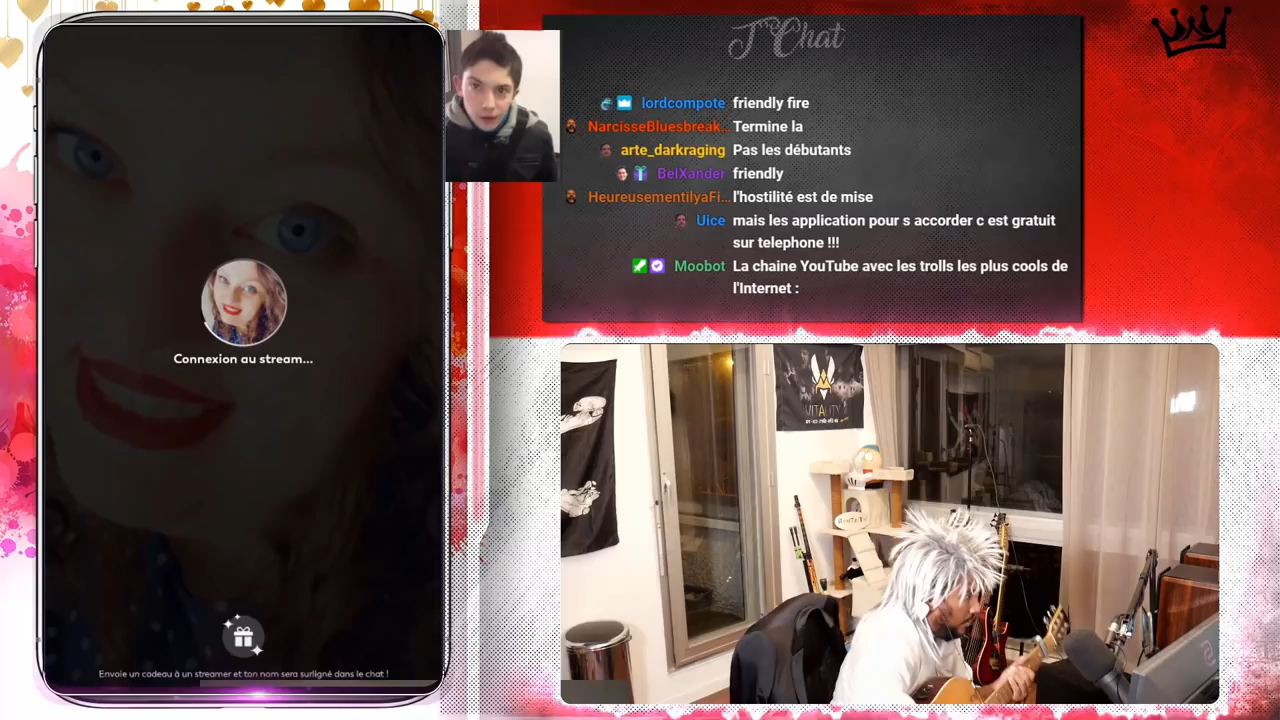 Connexion au stream...
Envoie un cadeau à un streamer et ton nom sera surligné dans le chat !
T'Chat
lordcompote friendly fire
NarcisseBluesbreak... Termine la
arte_darkraging Pas les débutants
BelXander friendly
HeureusementilyaFi... l'hostilité est de mise
Uice mais les application pour s accorder c est gratuit
sur telephone !!!
Moobot La chaine YouTube avec les trolls les plus cools de
l'Internet :
VITALITY